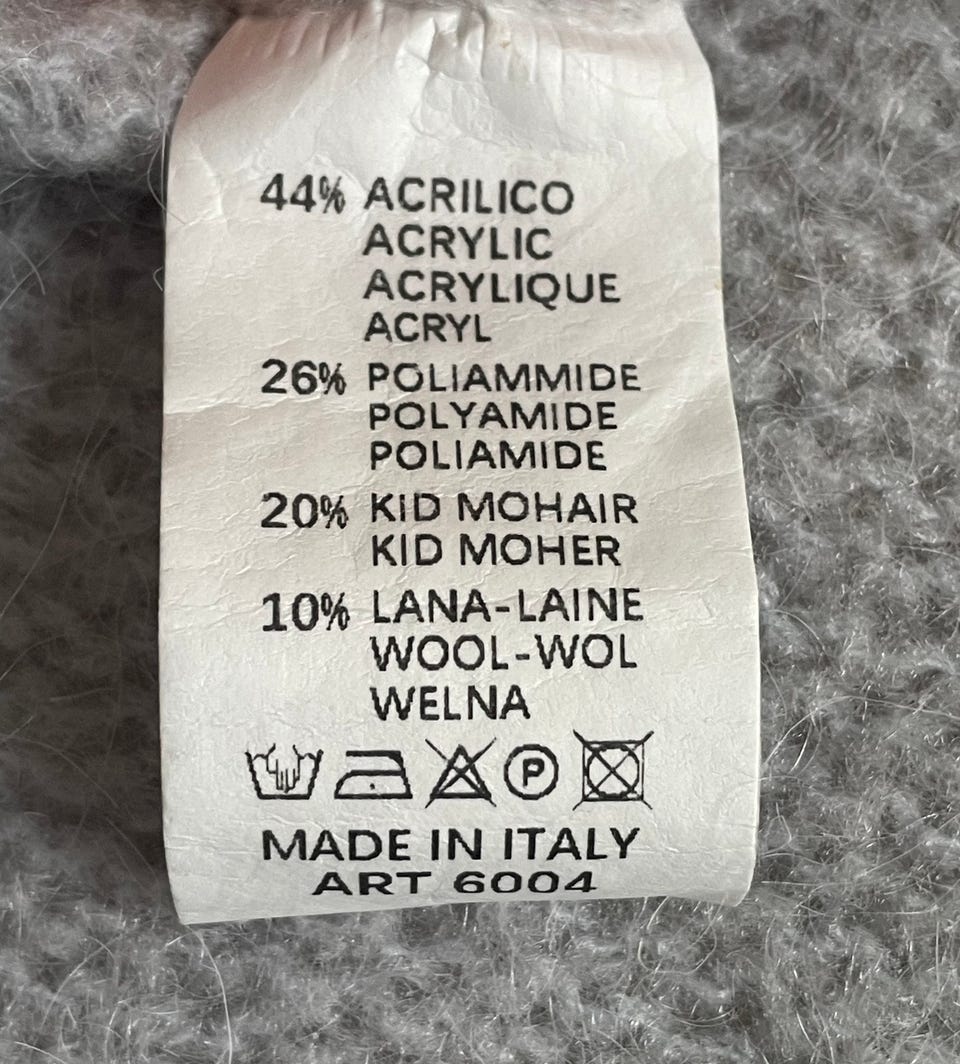 44% ACRILICO
ACRYLIC
ACRYLIQUE
ACRYL
26% POLIAMMIDE
POLYAMIDE
POLIAMIDE
20% KID MOHAIR
KID MOHER
10% LANA-LAINE
WOOL-WOL
WELNA
P
MADE IN ITALY
ART 6004